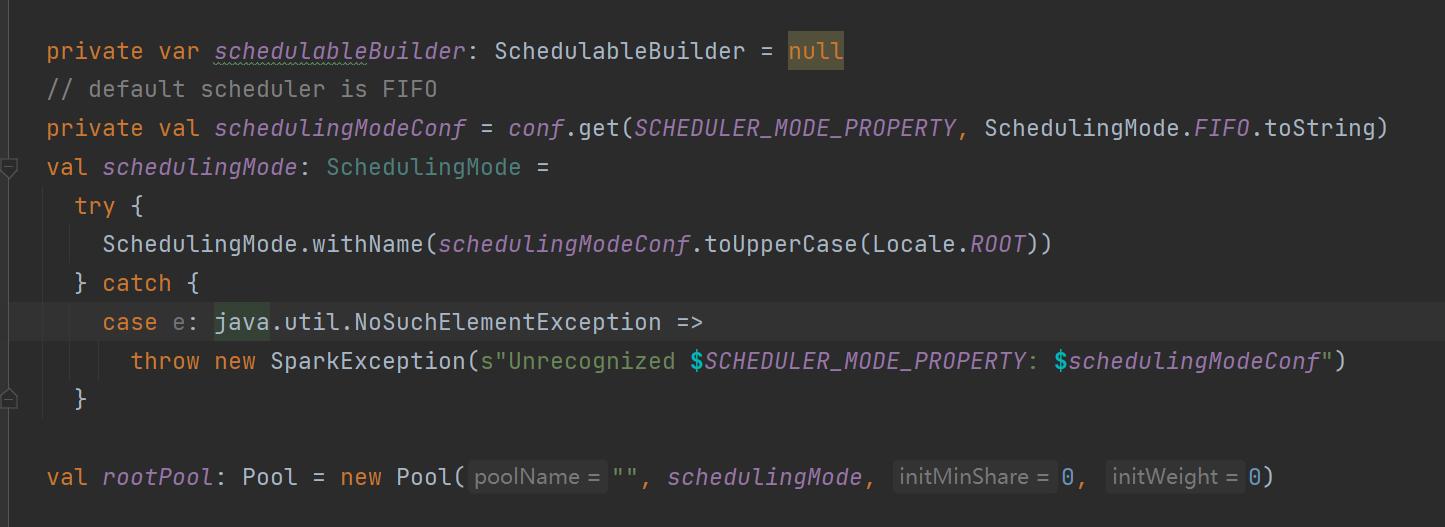 private var schedulableBuilder: SchedulableBuilder = null
// default scheduler is FIFO
private val schedulingModeConf = conf.get(SCHEDULER_MODE_PROPERTY, SchedulingMode.FIFO.toString)
val schedulingMode: SchedulingMode =
try {
SchedulingMode.withName(schedulingModeConf.toUpperCase(Locale.ROOT))
} catch {
case e: java.util.NoSuchElementException =>
throw new SparkException(s"Unrecognized $SCHEDULER_MODE_PROPERTY: $schedulingModeConf")
}
val rootPool: Pool = new Pool( poolName = "", schedulingMode, initMinShare = 0, initWeight = 0)